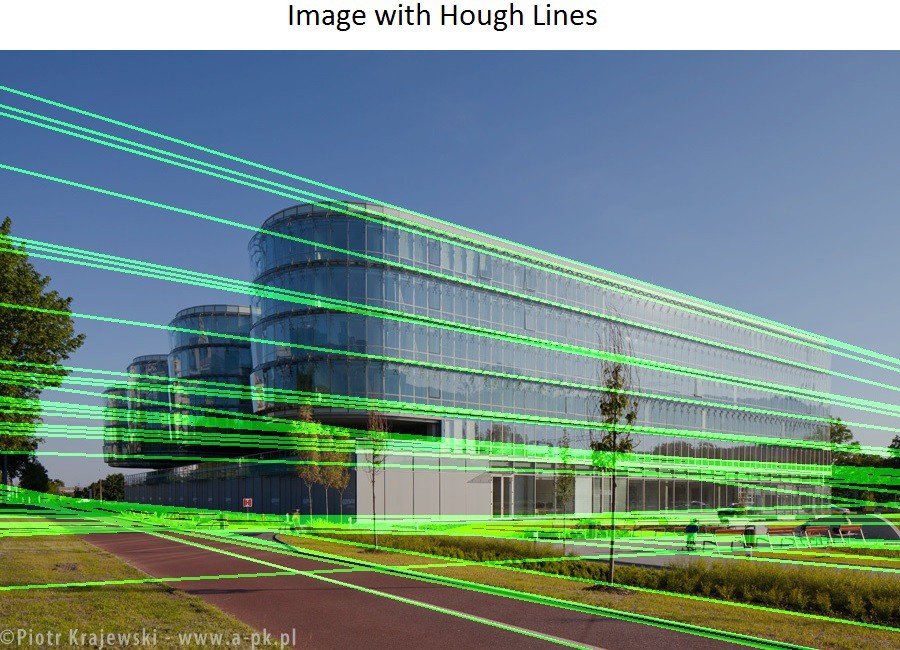 Image with Hough Lines
©Piotr Krajewski - www.a-pk.pl